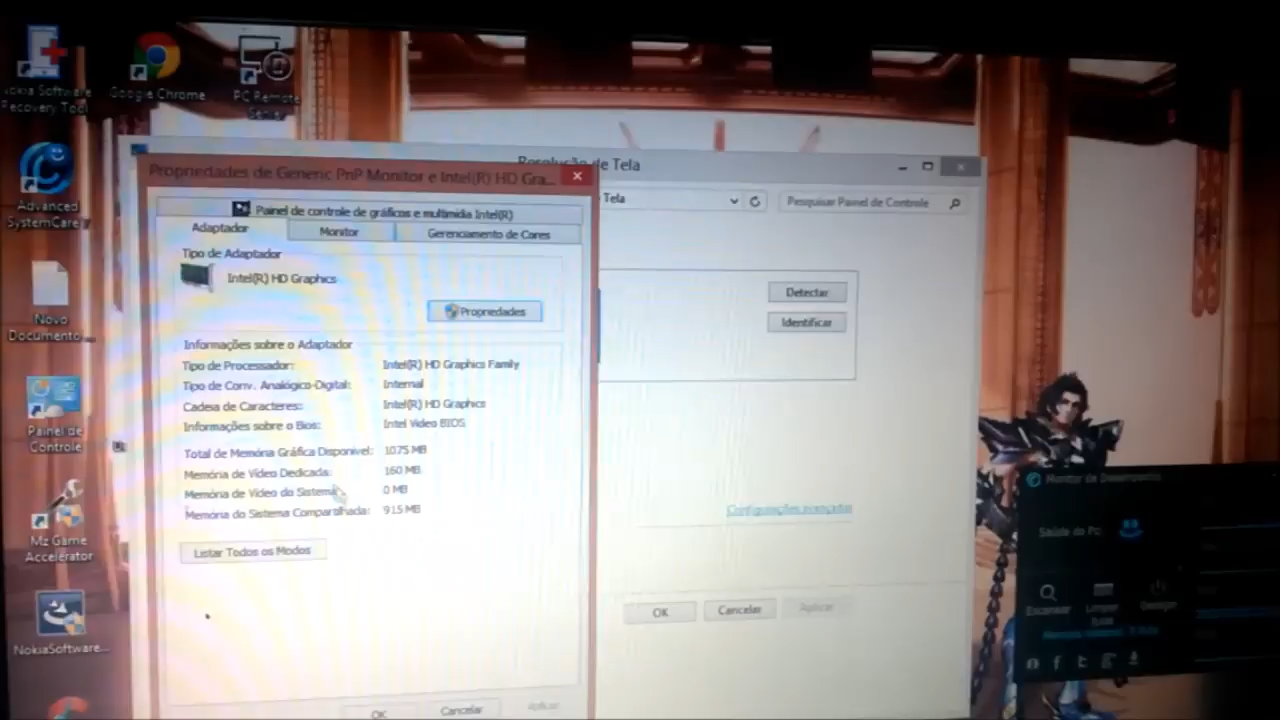 Recovery Tool
Google Chrome
PC Remote
Advanced
SystemCare
Novo
Documento ...
Painel de
Controle
Mz Game
Accelerator
NokiaSoftware...
Resolução de Tela
Tela
Pesquisar Painel de Controle
Detectar
Identificar
Configurações avançadas
OK
Cancelar
Aplicar
Propriedades de Generic PnP Monitor e Intel(R) HD Gra...
Painel de controle de gráficos e multimídia Intel(R)
Adaptador
Monitor
Gerenciamento de Cores
Tipo de Adaptador
Intel(R) HD Graphics
Propriedades
Informações sobre o Adaptador
Tipo de Processador: Intel(R) HD Graphics Family
Tipo de Conv. Analógico-Digital: Internal
Cadeia de Caracteres: Intel(R) HD Graphics
Informações sobre o Bios: Intel Video BIOS
Total de Memória Gráfica Disponível: 1075 MB
Memória de Vídeo Dedicada: 160 MB
Memória de Vídeo do Sistema: 0 MB
Memória do Sistema Compartilhada: 915 MB
Listar Todos os Modos
OK
Cancelar
Aplicar
Monitor de Desempenho
Saúde do Pc:
Escanear
Limpar